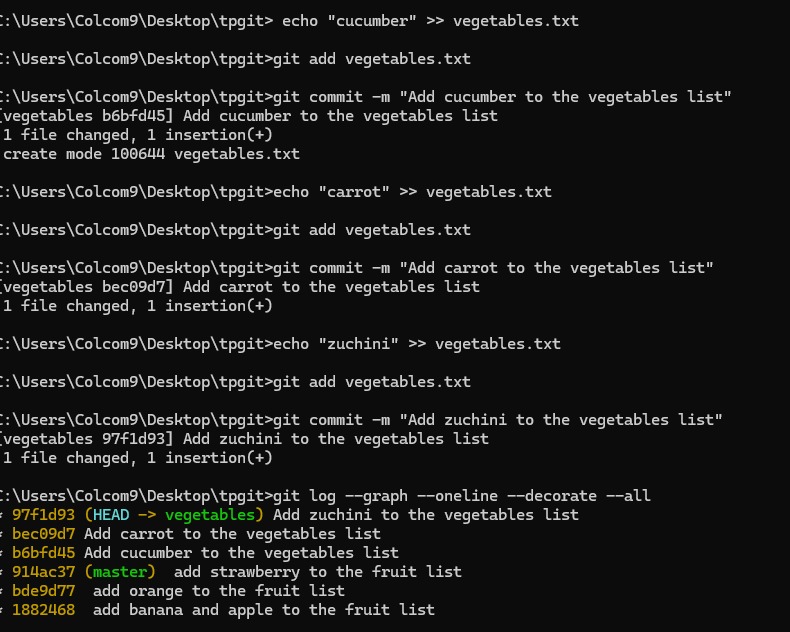 C:\Users\Colcom9\Desktop\tpgit> echo "cucumber" >> vegetables.txt
C:\Users\Colcom9\Desktop\tpgit>git add vegetables.txt
C:\Users\Colcom9\Desktop\tpgit>git commit -m "Add cucumber to the vegetables list"
[vegetables b6bfd45] Add cucumber to the vegetables list
1 file changed, 1 insertion(+)
create mode 100644 vegetables.txt
C:\Users\Colcom9\Desktop\tpgit>echo "carrot" >> vegetables.txt
C:\Users\Colcom9\Desktop\tpgit>git add vegetables.txt
C:\Users\Colcom9\Desktop\tpgit>git commit -m "Add carrot to the vegetables list"
[vegetables bec09d7] Add carrot to the vegetables list
1 file changed, 1 insertion(+)
C:\Users\Colcom9\Desktop\tpgit>echo "zuchini" >> vegetables.txt
C:\Users\Colcom9\Desktop\tpgit>git add vegetables.txt
C:\Users\Colcom9\Desktop\tpgit>git commit -m "Add zuchini to the vegetables list"
[vegetables 97f1d93] Add zuchini to the vegetables list
1 file changed, 1 insertion(+)
C:\Users\Colcom9\Desktop\tpgit>git log --graph --oneline --decorate --all
* 97f1d93 (HEAD -> vegetables) Add zuchini to the vegetables list
* bec09d7 Add carrot to the vegetables list
* b6bfd45 Add cucumber to the vegetables list
* 914ac37 (master)  add strawberry to the fruit list
* bde9d77  add orange to the fruit list
* 1882468  add banana and apple to the fruit list